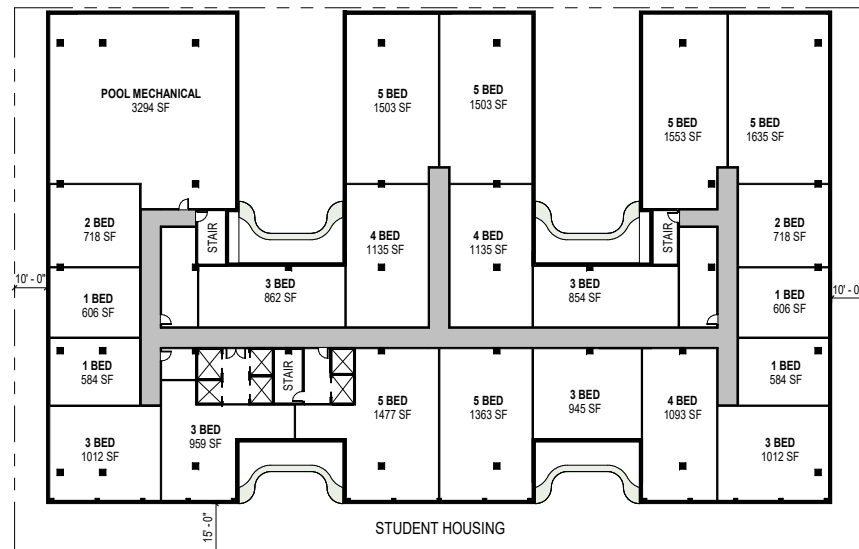 POOL MECHANICAL
3294 SF
5 BED
1503 SF
5 BED
1503 SF
5 BED
1553 SF
5 BED
1635 SF
2 BED
718 SF
STAIR
4 BED
1135 SF
4 BED
1135 SF
STAIR
2 BED
718 SF
10' - 0"
1 BED
606 SF
3 BED
862 SF
3 BED
854 SF
1 BED
606 SF
10' - 0
1 BED
584 SF
STAIR
5 BED
1477 SF
5 BED
1363 SF
3 BED
945 SF
4 BED
1093 SF
1 BED
584 SF
3 BED
1012 SF
3 BED
959 SF
3 BED
1012 SF
15' - 0"
STUDENT HOUSING